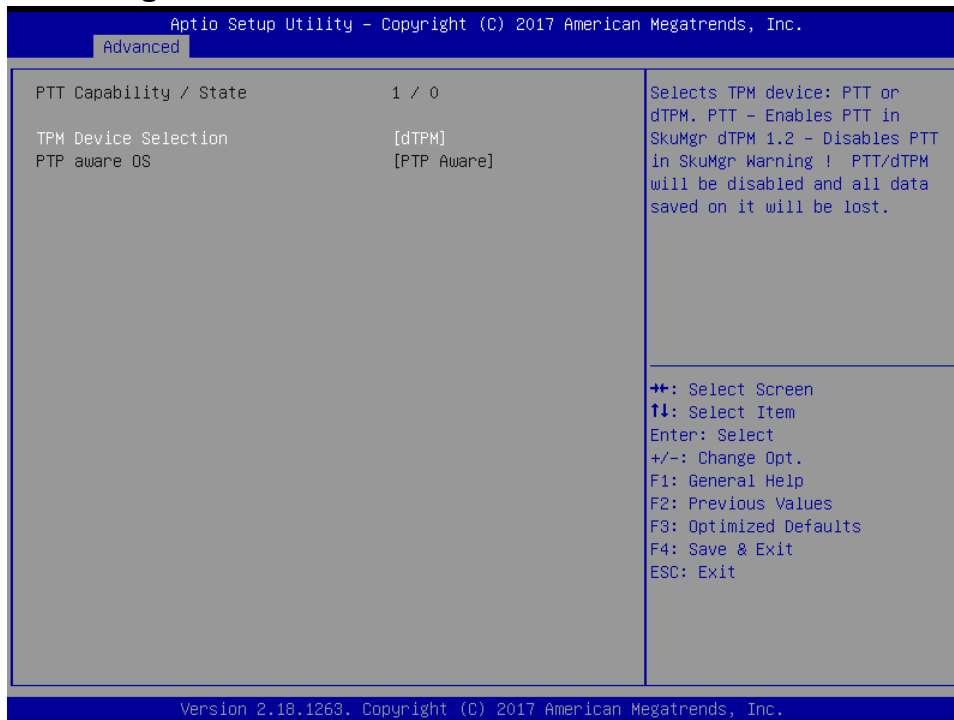 Aptio Setup Utility – Copyright (C) 2017 American Megatrends, Inc.
Advanced
PTT Capability / State 1 / 0
TPM Device Selection [dTPM]
PTP aware OS [PTP Aware]
Selects TPM device: PTT or
dTPM. PTT – Enables PTT in
SkuMgr dTPM 1.2 – Disables PTT
in SkuMgr Warning ! PTT/dTPM
will be disabled and all data
saved on it will be lost.
→←: Select Screen
↑↓: Select Item
Enter: Select
+/-: Change Opt.
F1: General Help
F2: Previous Values
F3: Optimized Defaults
F4: Save & Exit
ESC: Exit
Version 2.18.1263. Copyright (C) 2017 American Megatrends, Inc.